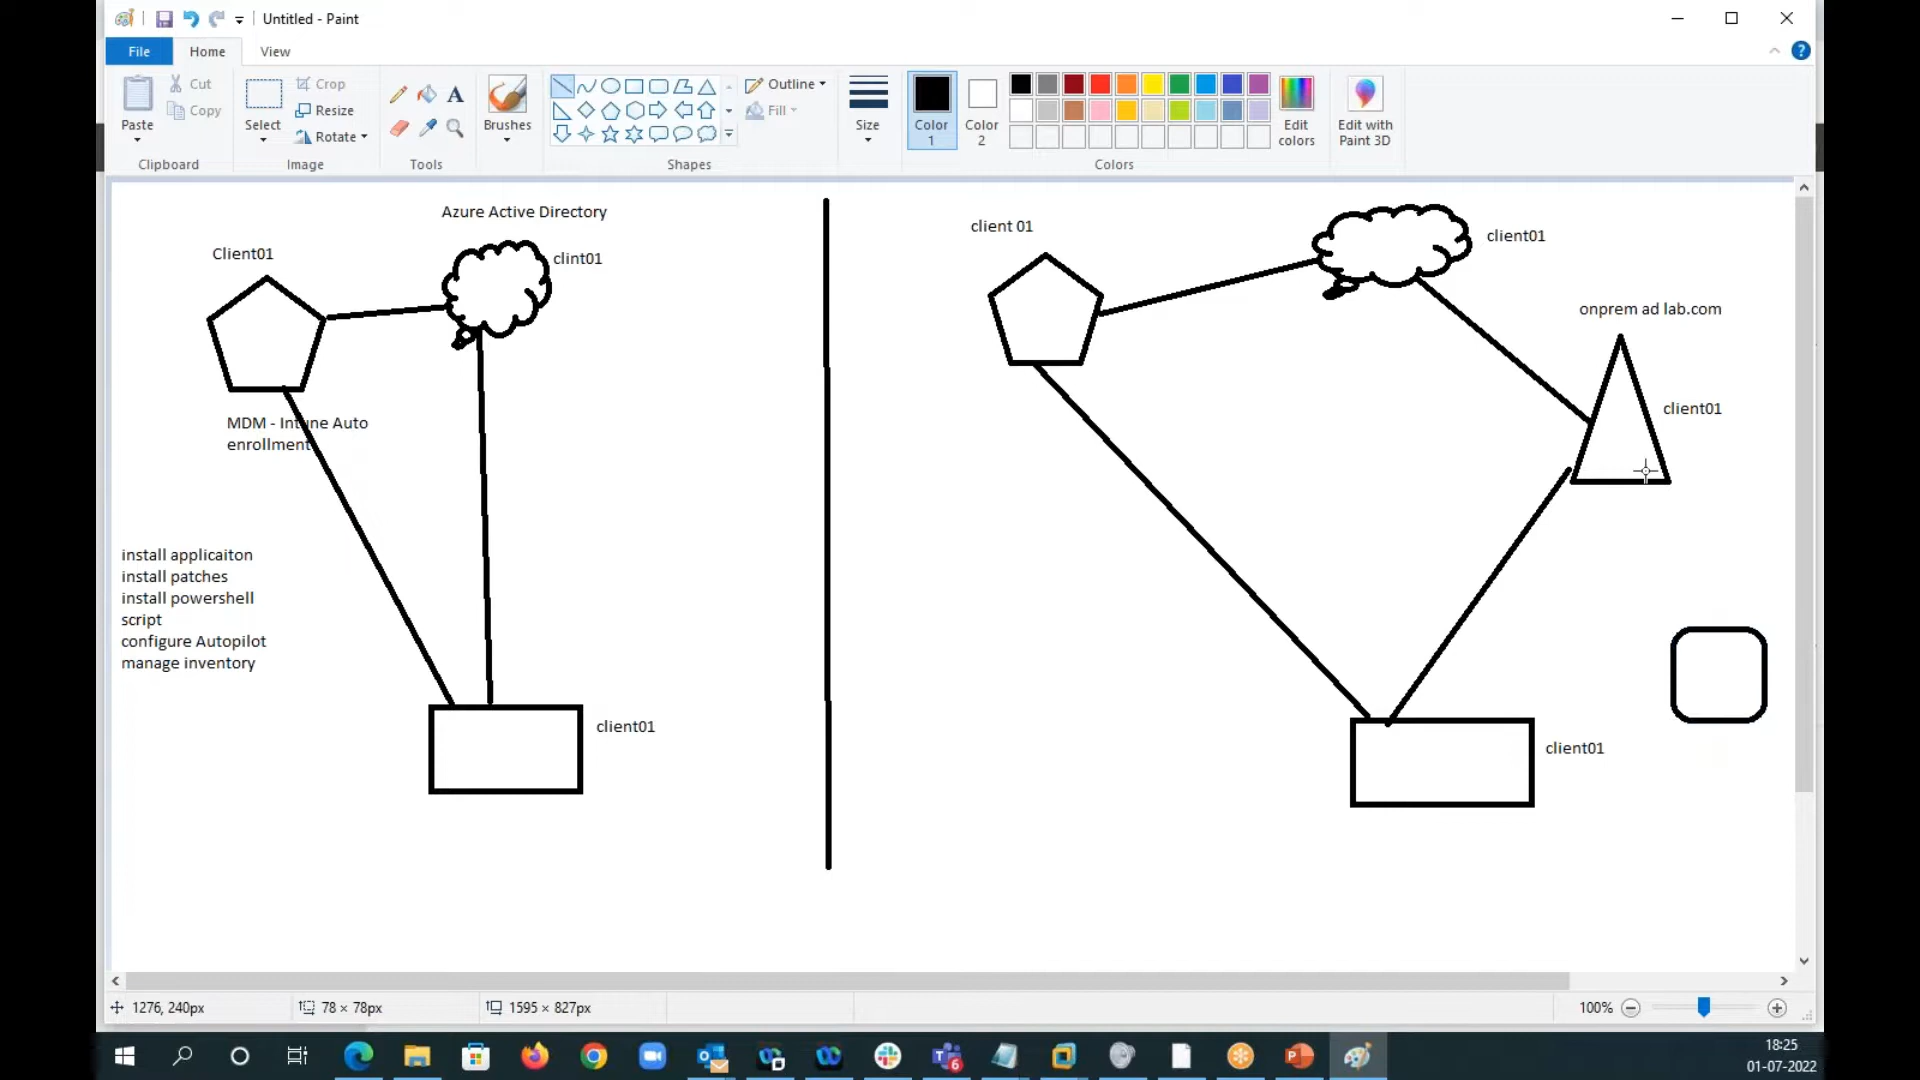 Untitled - Paint
File
Home
View
Paste
Cut
Copy
Clipboard
Select
Crop
Resize
Rotate
Image
A
Tools
Brushes
Outline
Fill
Shapes
Size
Color 1
Color 2
Edit colors
Colors
Edit with Paint 3D
?
Azure Active Directory
Client01
clint01
MDM - Intune Auto
enrollment
install applicaiton
install patches
install powershell
script
configure Autopilot
manage inventory
client01
client 01
client01
onprem ad lab.com
client01
client01
1276, 240px
78 × 78px
1595 × 827px
100%
6
18:25
01-07-2022